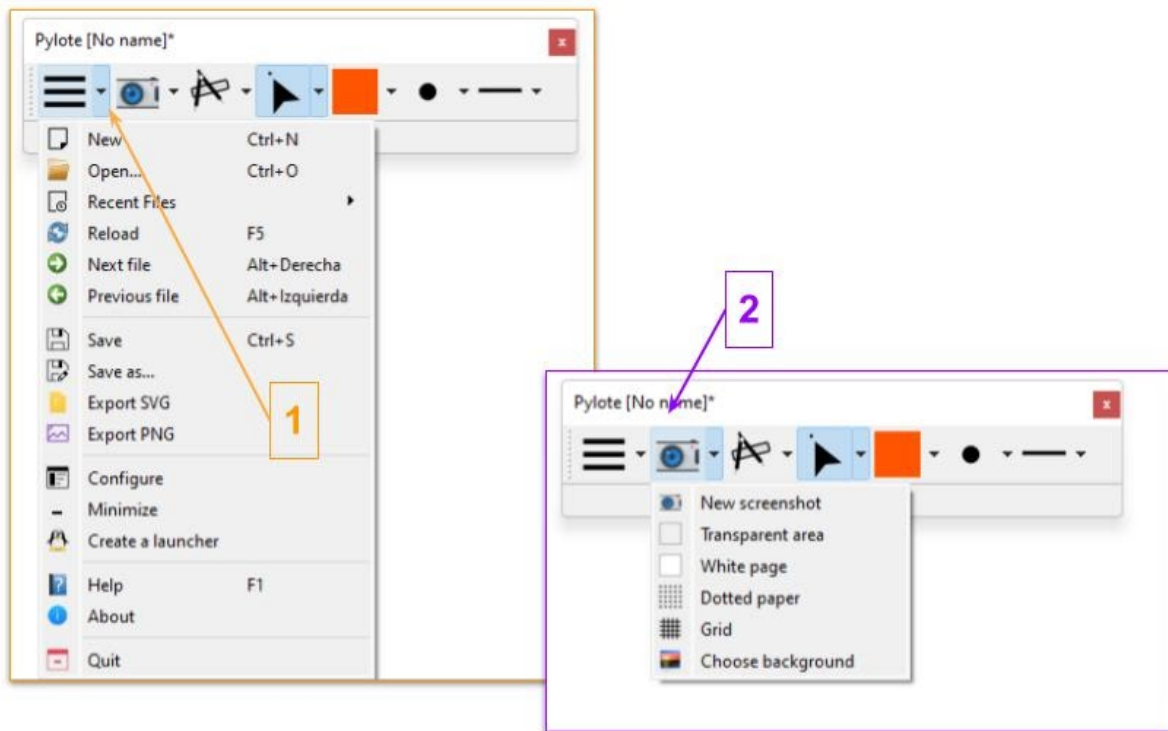 Pylote [No name]*
x
New Ctrl+N
Open... Ctrl+O
Recent Files
Reload F5
Next file Alt+Derecha
Previous file Alt+Izquierda
Save Ctrl+S
Save as...
Export SVG
Export PNG
Configure
Minimize
Create a launcher
Help F1
About
Quit
1
2
Pylote [No name]*
x
New screenshot
Transparent area
White page
Dotted paper
Grid
Choose background